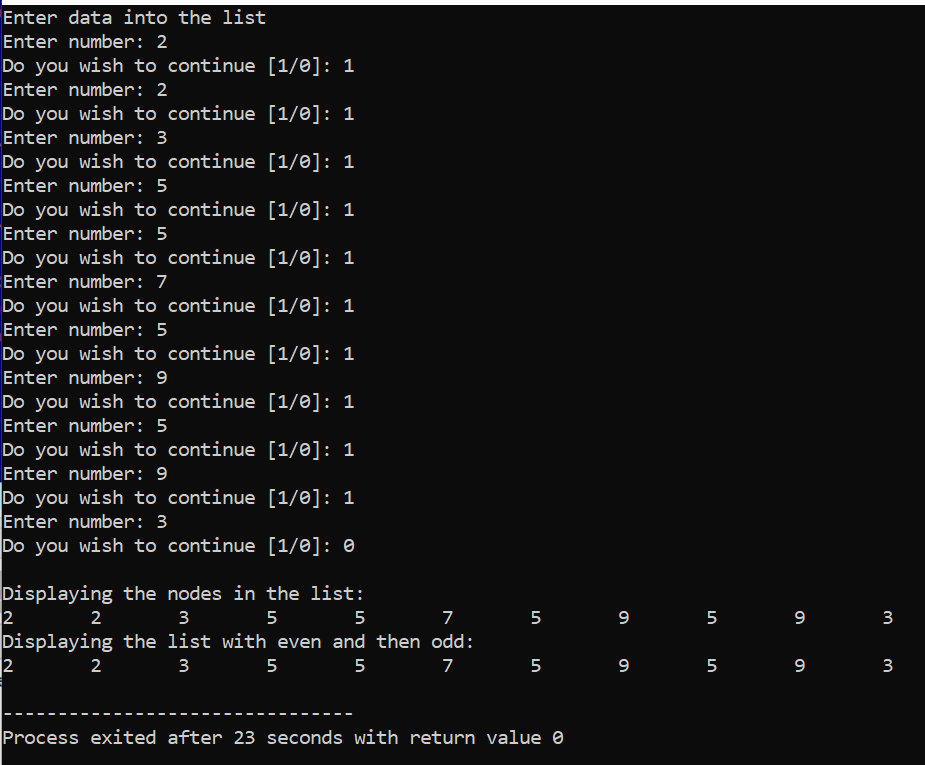 Enter data into the list
Enter number: 2
Do you wish to continue [1/0]: 1
Enter number: 2
Do you wish to continue [1/0]: 1
Enter number: 3
Do you wish to continue [1/0]: 1
Enter number: 5
Do you wish to continue [1/0]: 1
Enter number: 5
Do you wish to continue [1/0]: 1
Enter number: 7
Do you wish to continue [1/0]: 1
Enter number: 5
Do you wish to continue [1/0]: 1
Enter number: 9
Do you wish to continue [1/0]: 1
Enter number: 5
Do you wish to continue [1/0]: 1
Enter number: 9
Do you wish to continue [1/0]: 1
Enter number: 3
Do you wish to continue [1/0]: 0

Displaying the nodes in the list:
2       2       3       5       5       7       5       9       5       9       3
Displaying the list with even and then odd:
2       2       3       5       5       7       5       9       5       9       3

--------------------------------
Process exited after 23 seconds with return value 0